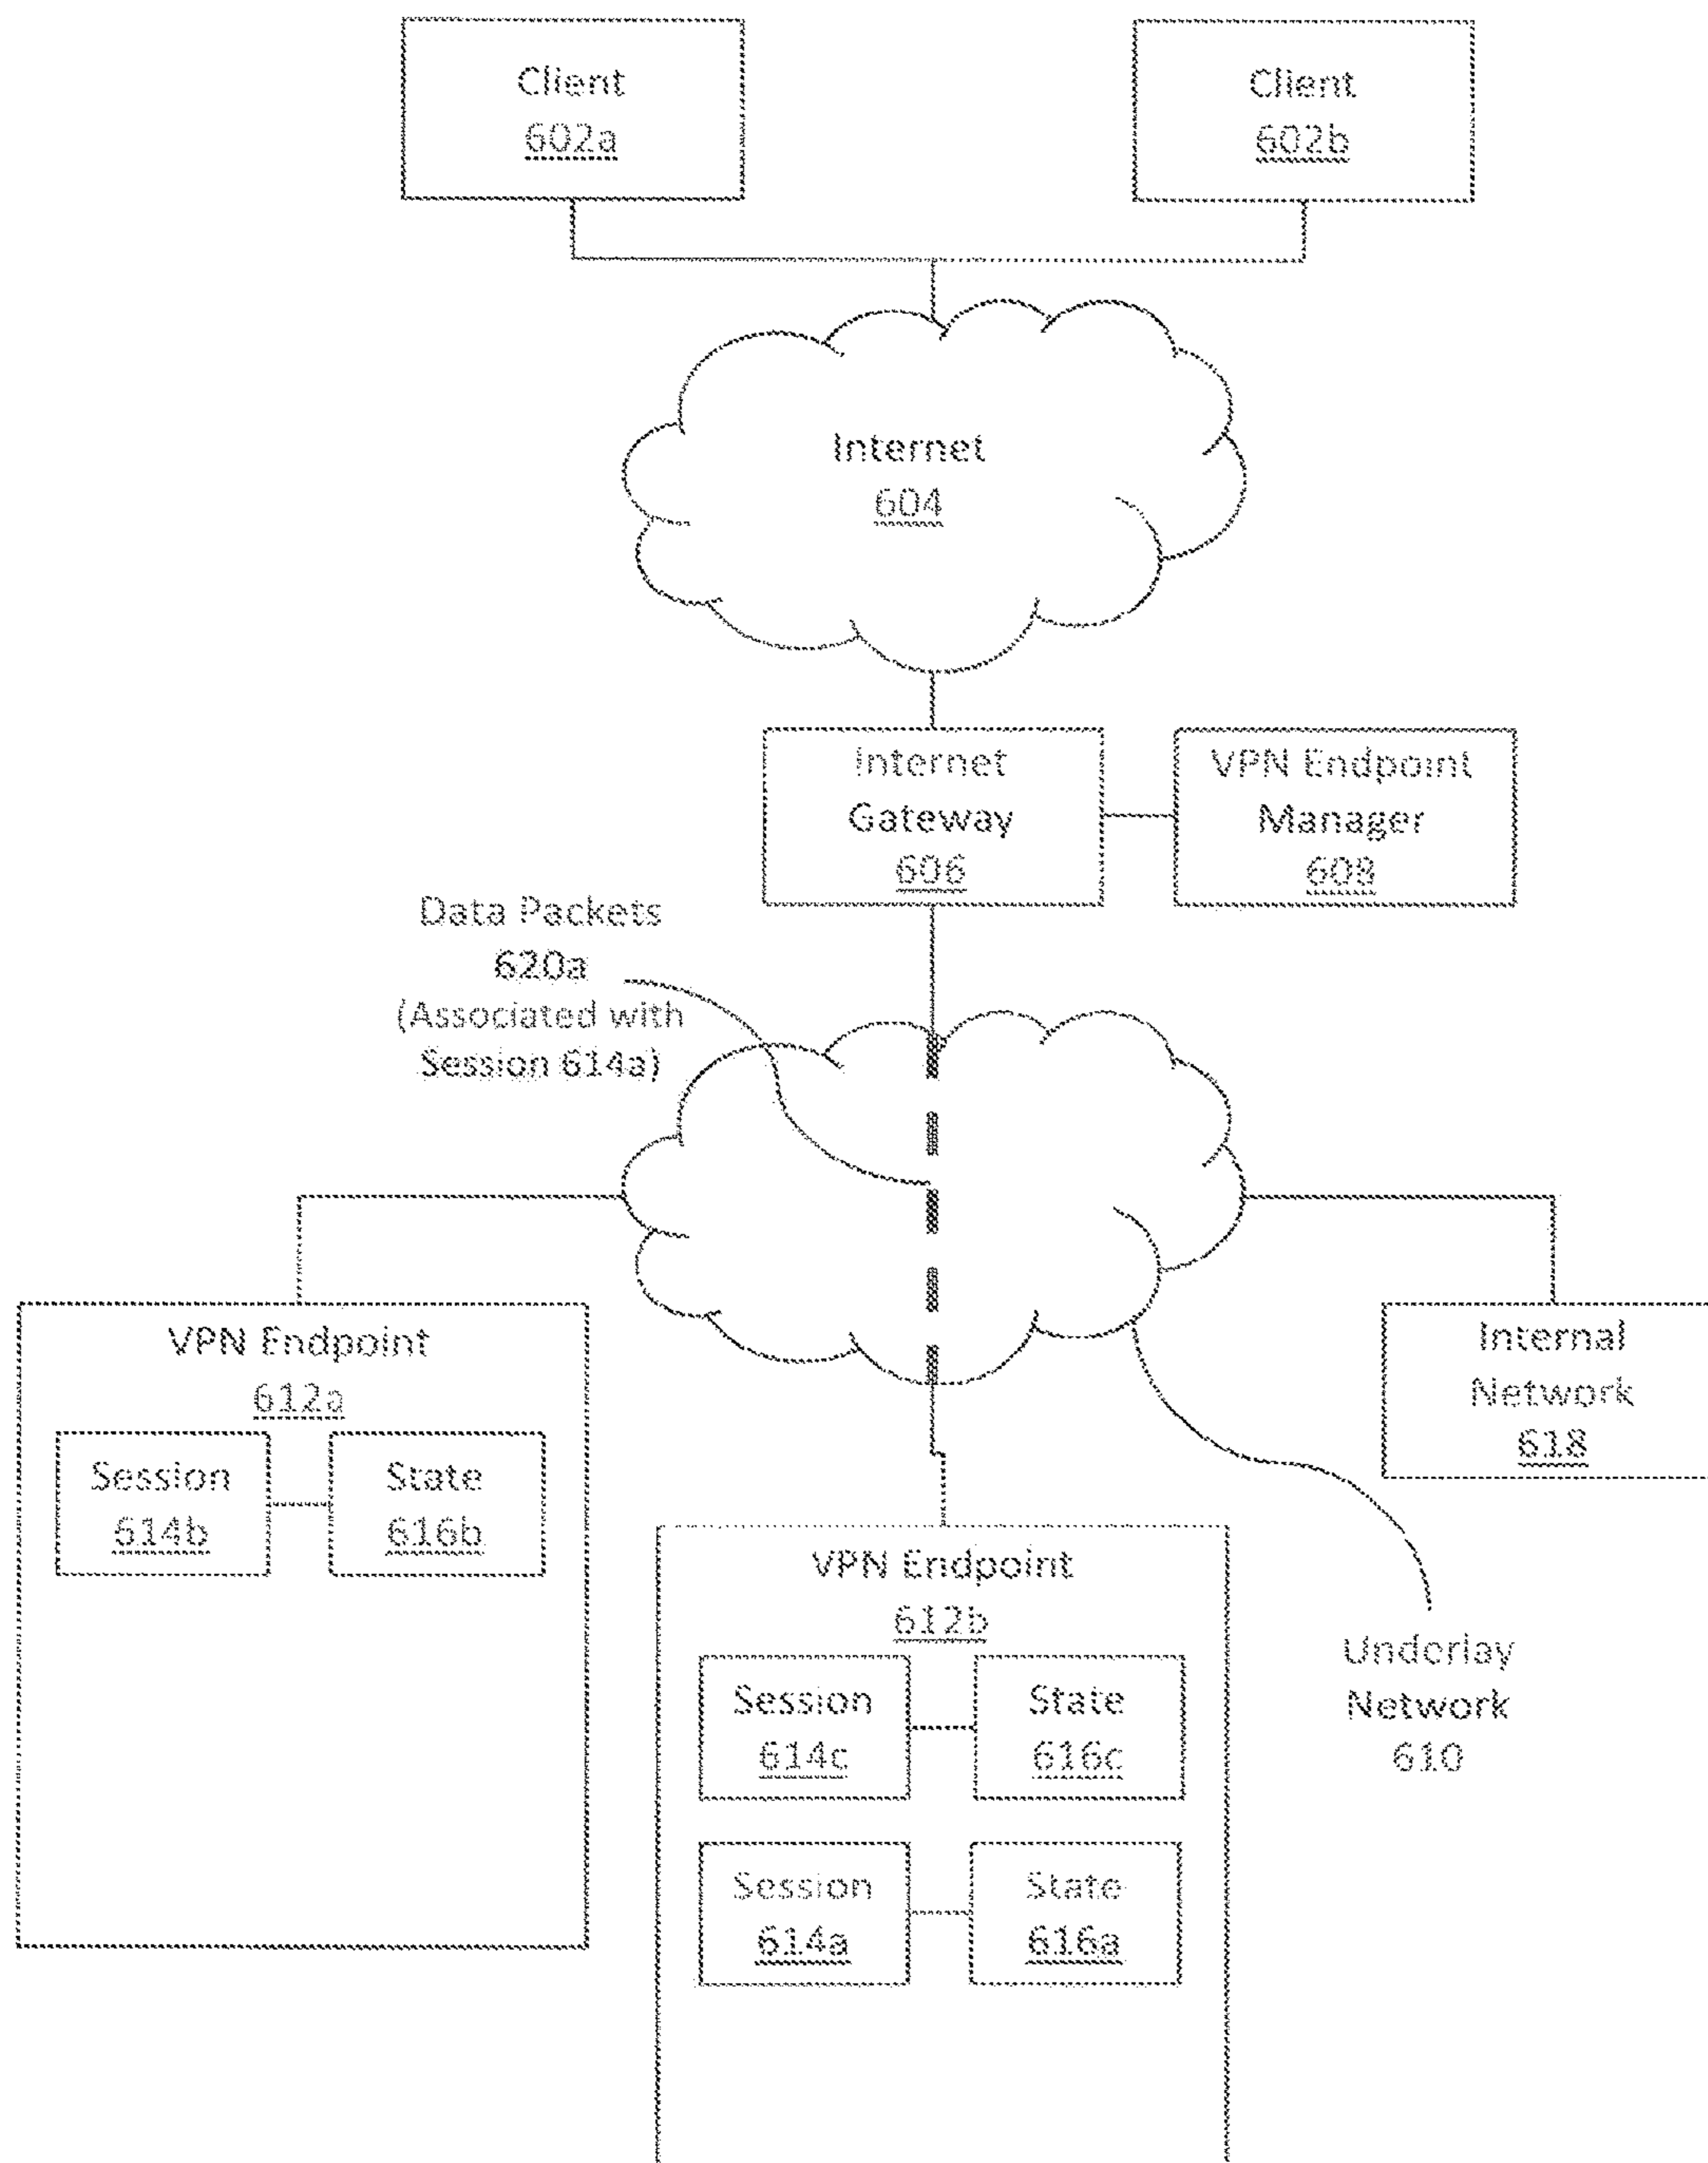 Client
602a
Client
602b
Internet
604
Internet
Gateway
606
VPN Endpoint
Manager
608
Data Packets
620a
(Associated with
Session 614a)
VPN Endpoint
612a
Session
614b
State
616b
Internal
Network
618
VPN Endpoint
612b
Session
614c
State
616c
Session
614a
State
616a
Underlay
Network
610